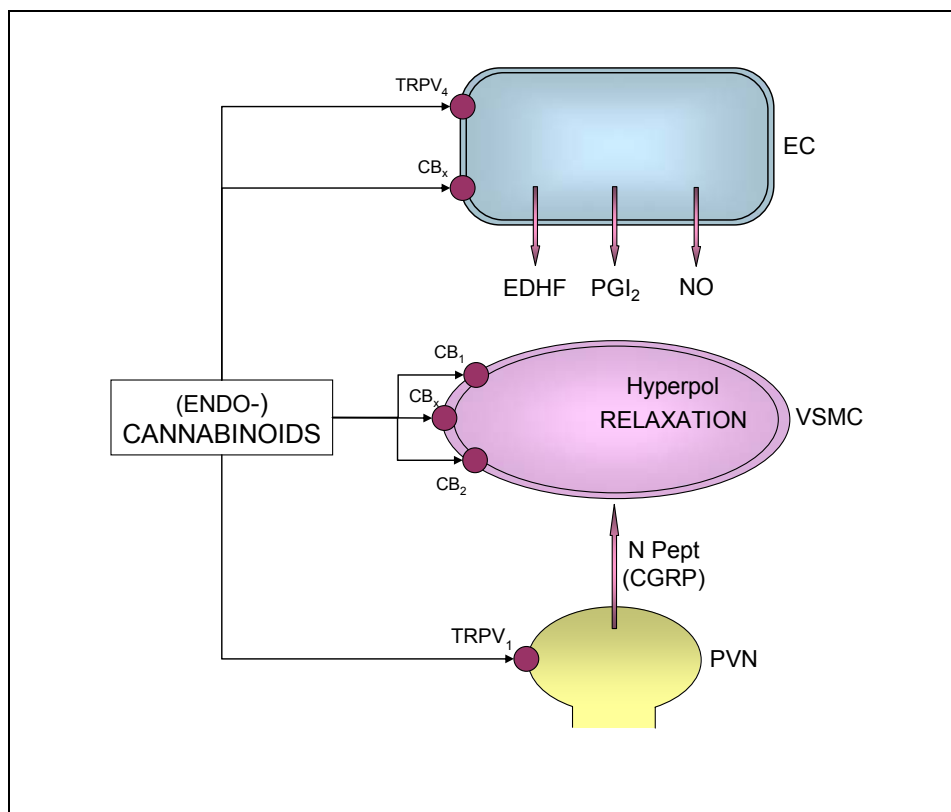 TRPV₄
EC
CBₓ
EDHF PGI₂ NO
CB₁
Hyperpol
CBₓ
RELAXATION
VSMC
(ENDO-)
CANNABINOIDS
CB₂
N Pept
(CGRP)
TRPV₁
PVN